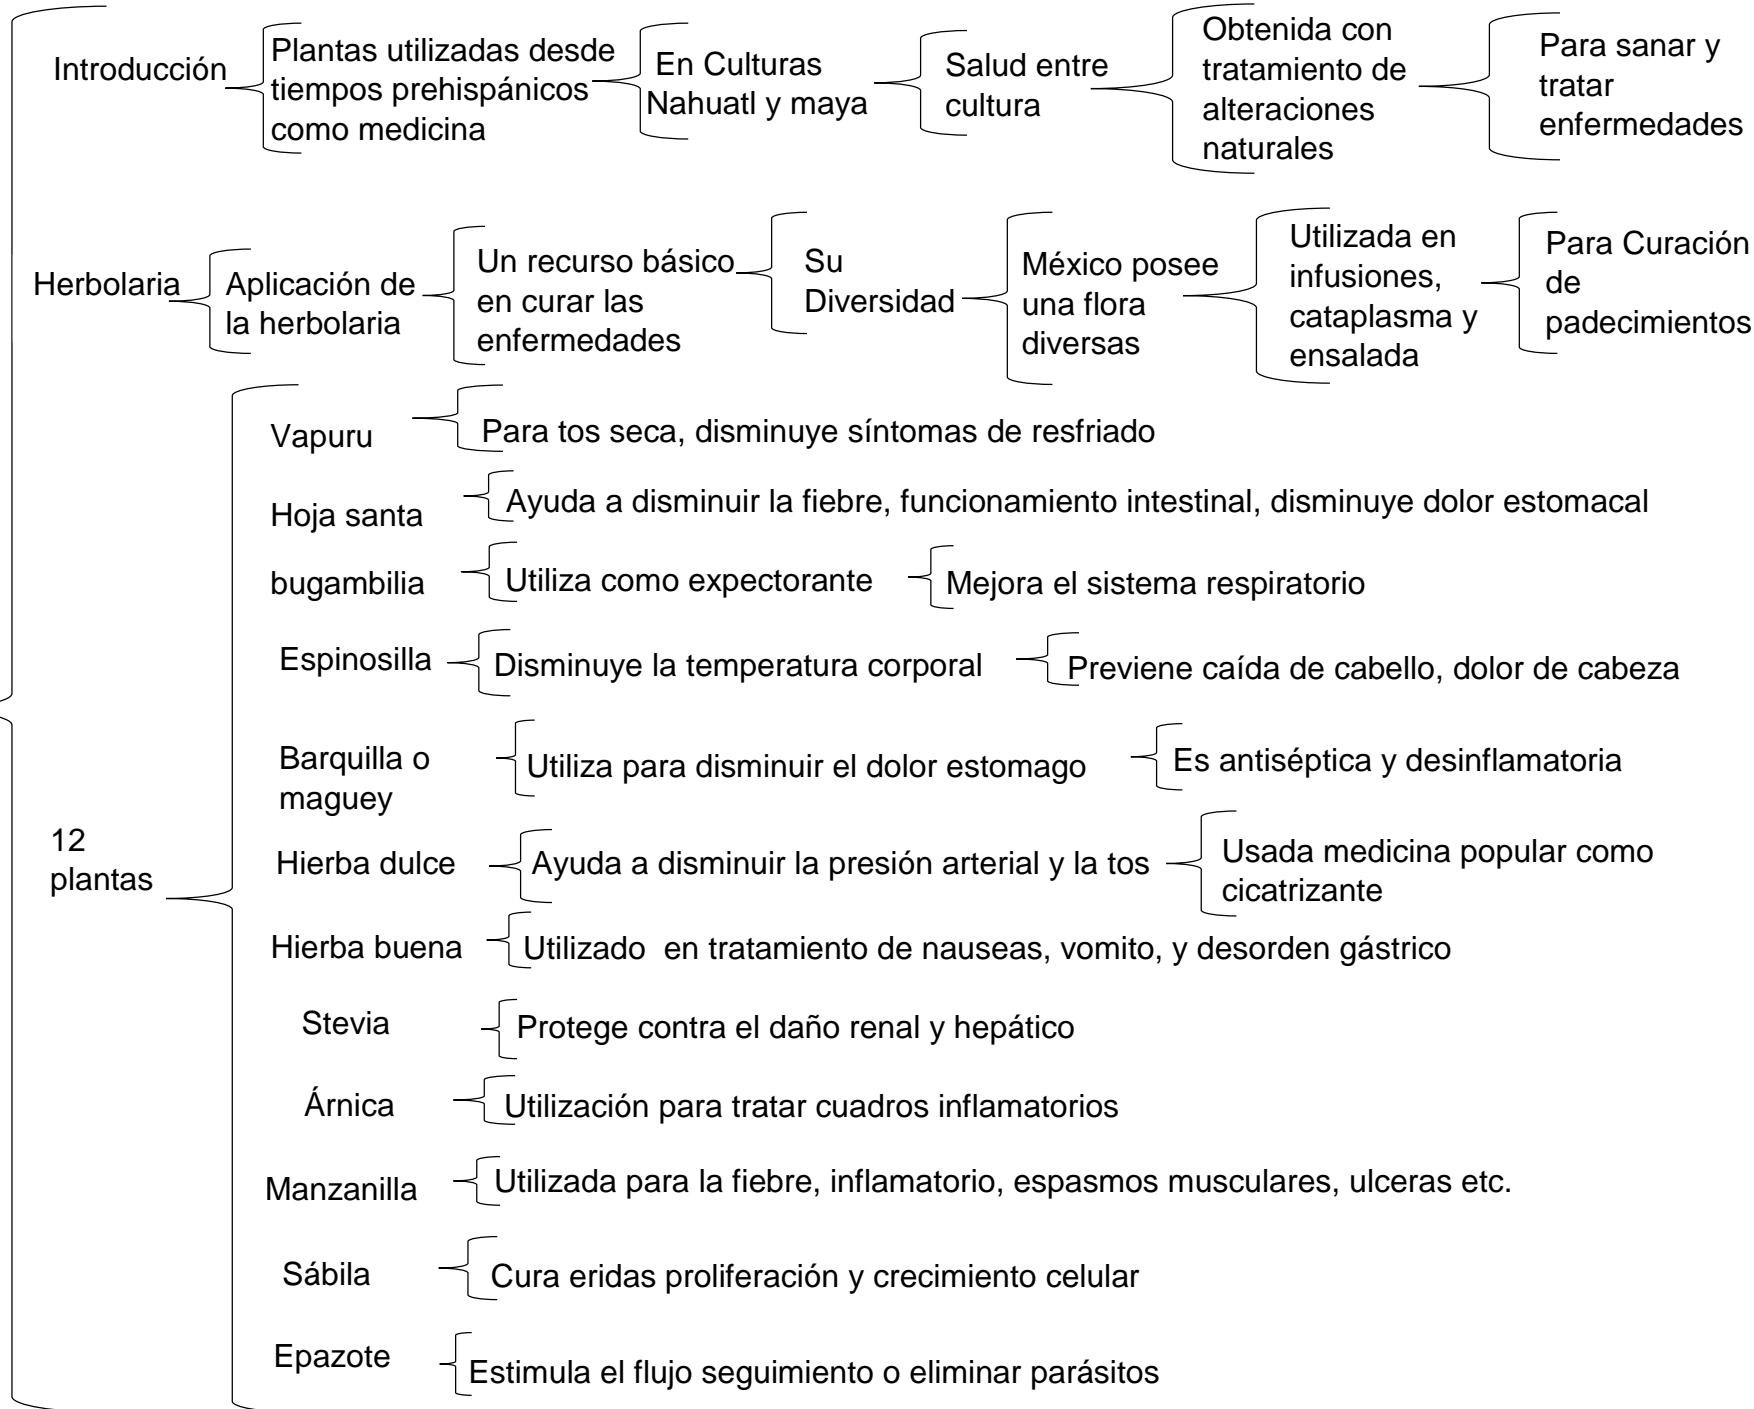 Introducción
Plantas utilizadas desde
tiempos prehispánicos
como medicina
En Culturas
Nahuatl y maya
Salud entre
cultura
Obtenida con
tratamiento de
alteraciones
naturales
Para sanar y
tratar
enfermedades
Herbolaria
Aplicación de
la herbolaria
Un recurso básico
en curar las
enfermedades
Su
Diversidad
México posee
una flora
diversas
Utilizada en
infusiones,
cataplasma y
ensalada
Para Curación
de
padecimientos
12
plantas
Vapuru
Para tos seca, disminuye síntomas de resfriado
Hoja santa
Ayuda a disminuir la fiebre, funcionamiento intestinal, disminuye dolor estomacal
bugambilia
Utiliza como expectorante
Mejora el sistema respiratorio
Espinosilla
Disminuye la temperatura corporal
Previene caída de cabello, dolor de cabeza
Barquilla o
maguey
Utiliza para disminuir el dolor estomago
Es antiséptica y desinflamatoria
Hierba dulce
Ayuda a disminuir la presión arterial y la tos
Usada medicina popular como
cicatrizante
Hierba buena
Utilizado  en tratamiento de nauseas, vomito, y desorden gástrico
Stevia
Protege contra el daño renal y hepático
Árnica
Utilización para tratar cuadros inflamatorios
Manzanilla
Utilizada para la fiebre, inflamatorio, espasmos musculares, ulceras etc.
Sábila
Cura eridas proliferación y crecimiento celular
Epazote
Estimula el flujo seguimiento o eliminar parásitos